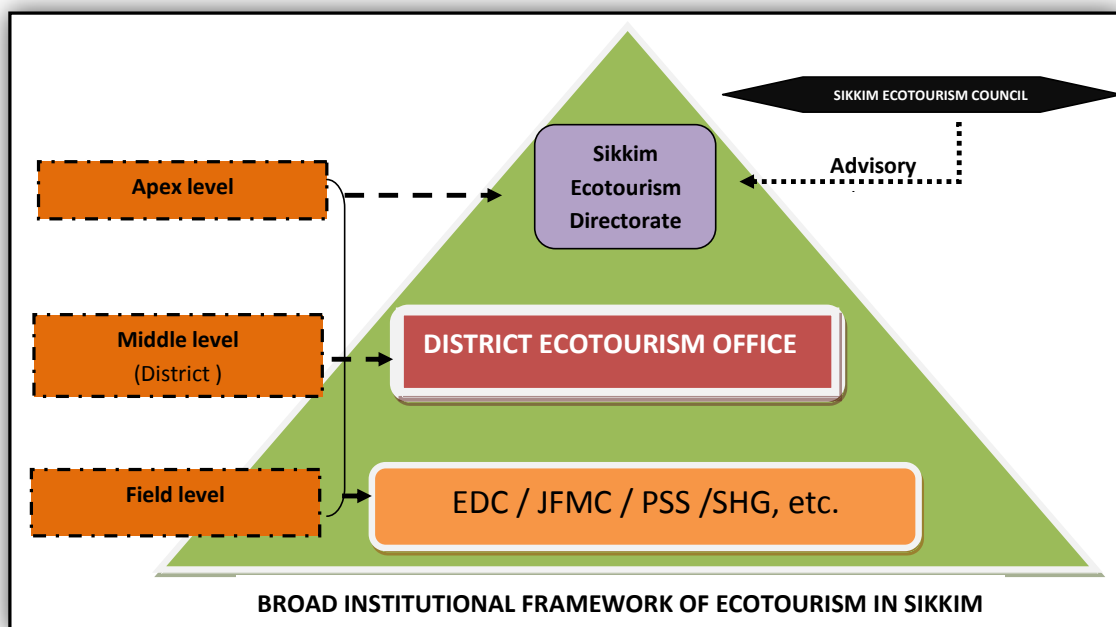 SIKKIM ECOTOURISM COUNCIL
Sikkim
Ecotourism
Directorate
Advisory
Apex level
Middle level
(District )
DISTRICT ECOTOURISM OFFICE
Field level
EDC / JFMC / PSS /SHG, etc.
BROAD INSTITUTIONAL FRAMEWORK OF ECOTOURISM IN SIKKIM